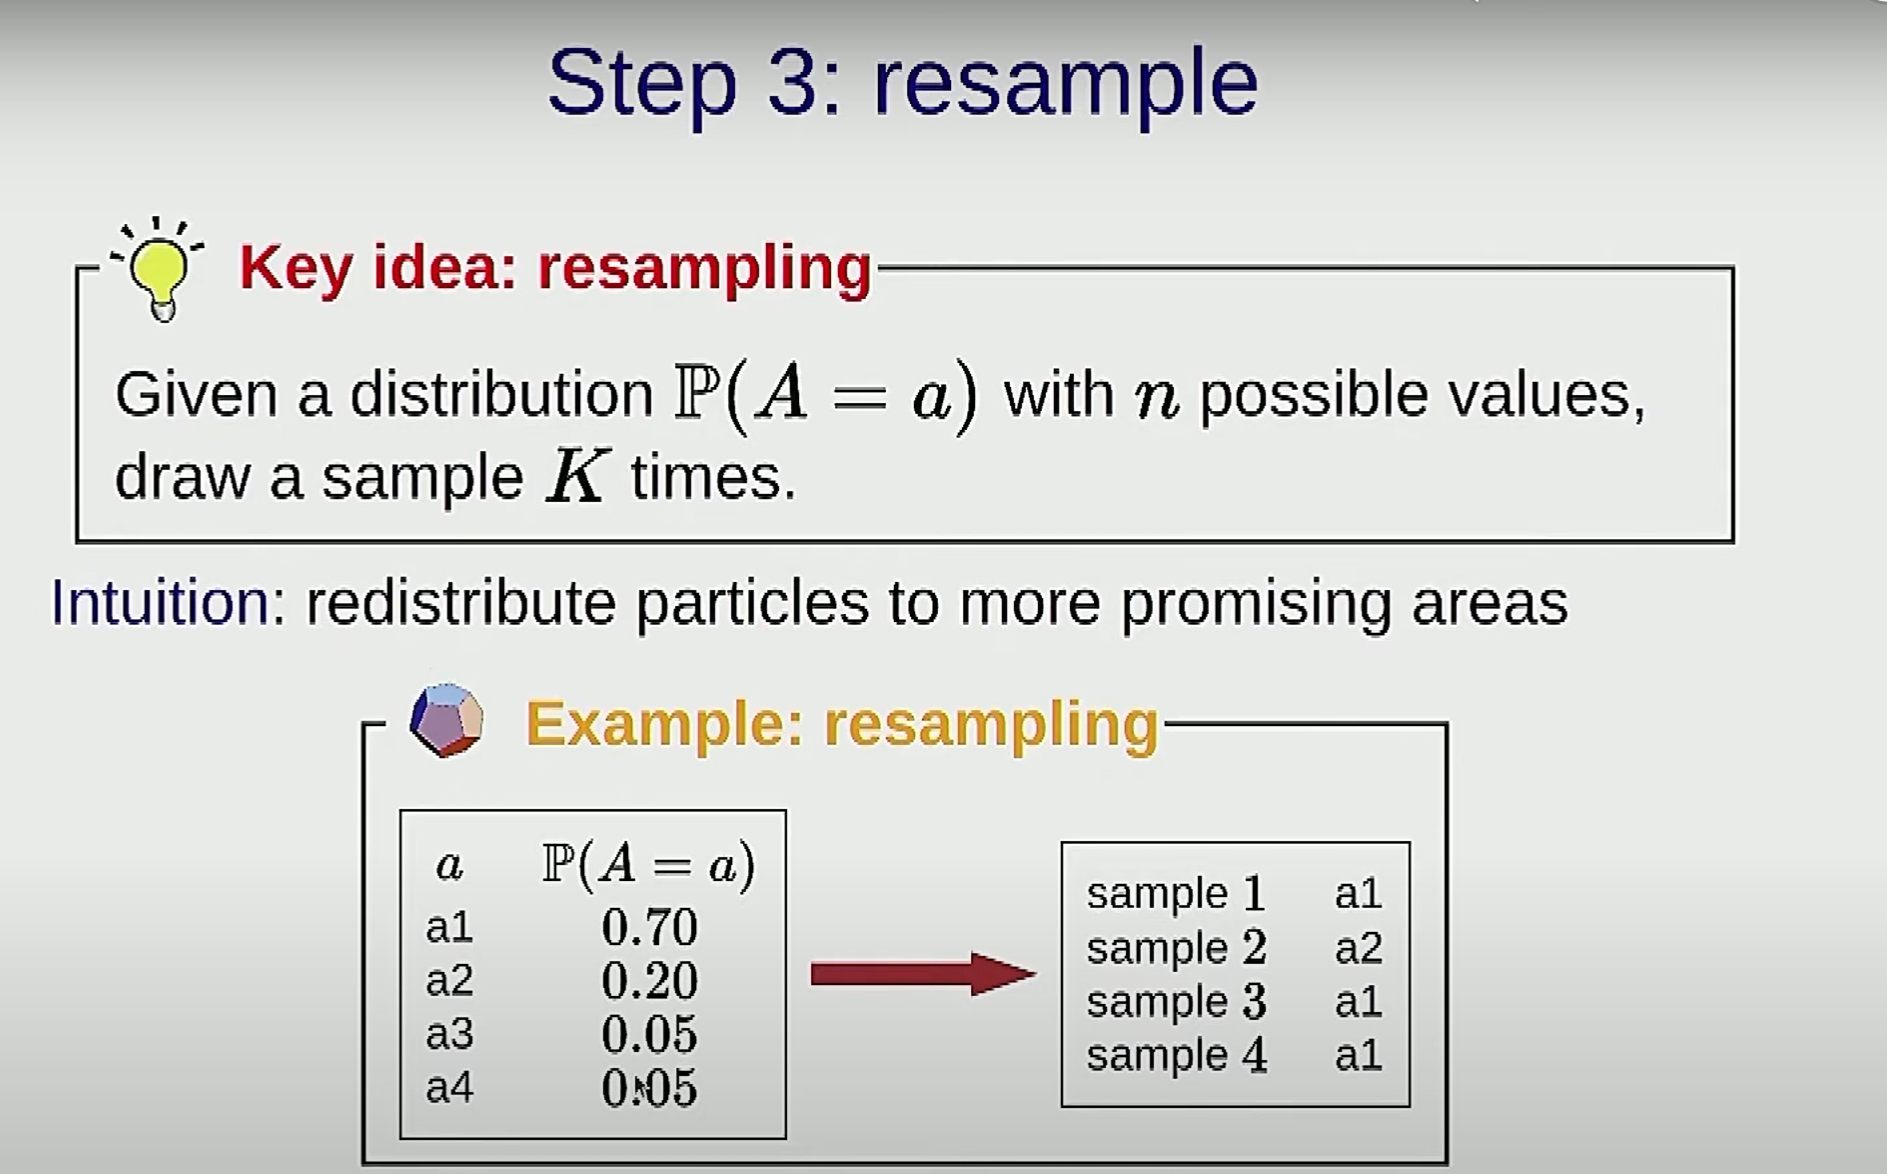 Step 3: resample
Key idea: resampling
Given a distribution ℙ(A = a) with n possible values,
draw a sample K times.
Intuition: redistribute particles to more promising areas
Example: resampling
a ℙ(A = a)
a1 0.70
a2 0.20
a3 0.05
a4 0.05
sample 1 a1
sample 2 a2
sample 3 a1
sample 4 a1